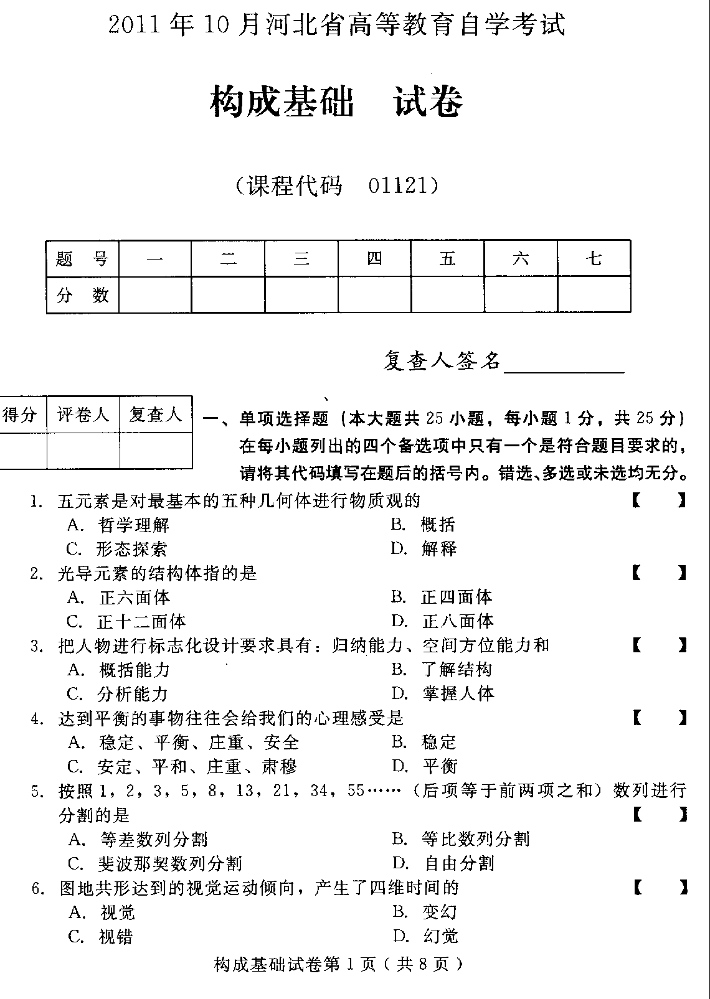 2011年10月河北省高等教育自学考试
构成基础 试卷
（课程代码 01121）
题 号 一 二 三 四 五 六 七
分 数
复查人签名
得分 评卷人 复查人
一、单项选择题（本大题共 25 小题，每小题 1 分，共 25 分）
在每小题列出的四个备选项中只有一个是符合题目要求的，
请将其代码填写在题后的括号内。错选、多选或未选均无分。
1. 五元素是对最基本的五种几何体进行物质观的 【 】
A. 哲学理解 B. 概括
C. 形态探索 D. 解释
2. 光导元素的结构体指的是 【 】
A. 正六面体 B. 正四面体
C. 正十二面体 D. 正八面体
3. 把人物进行标志化设计要求具有：归纳能力、空间方位能力和 【 】
A. 概括能力 B. 了解结构
C. 分析能力 D. 掌握人体
4. 达到平衡的事物往往会给我们的心理感受是 【 】
A. 稳定、平衡、庄重、安全 B. 稳定
C. 安定、平和、庄重、肃穆 D. 平衡
5. 按照 1，2，3，5，8，13，21，34，55……（后项等于前两项之和）数列进行
分割的是 【 】
A. 等差数列分割 B. 等比数列分割
C. 斐波那契数列分割 D. 自由分割
6. 图地共形达到的视觉运动倾向，产生了四维时间的 【 】
A. 视觉 B. 变幻
C. 视错 D. 幻觉
构成基础试卷第 1 页（共 8 页）